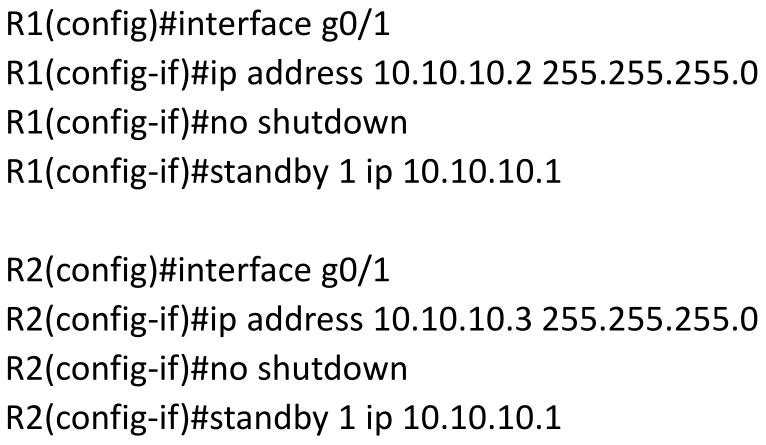 R1(config)#interface g0/1
R1(config-if)#ip address 10.10.10.2 255.255.255.0
R1(config-if)#no shutdown
R1(config-if)#standby 1 ip 10.10.10.1
R2(config)#interface g0/1
R2(config-if)#ip address 10.10.10.3 255.255.255.0
R2(config-if)#no shutdown
R2(config-if)#standby 1 ip 10.10.10.1